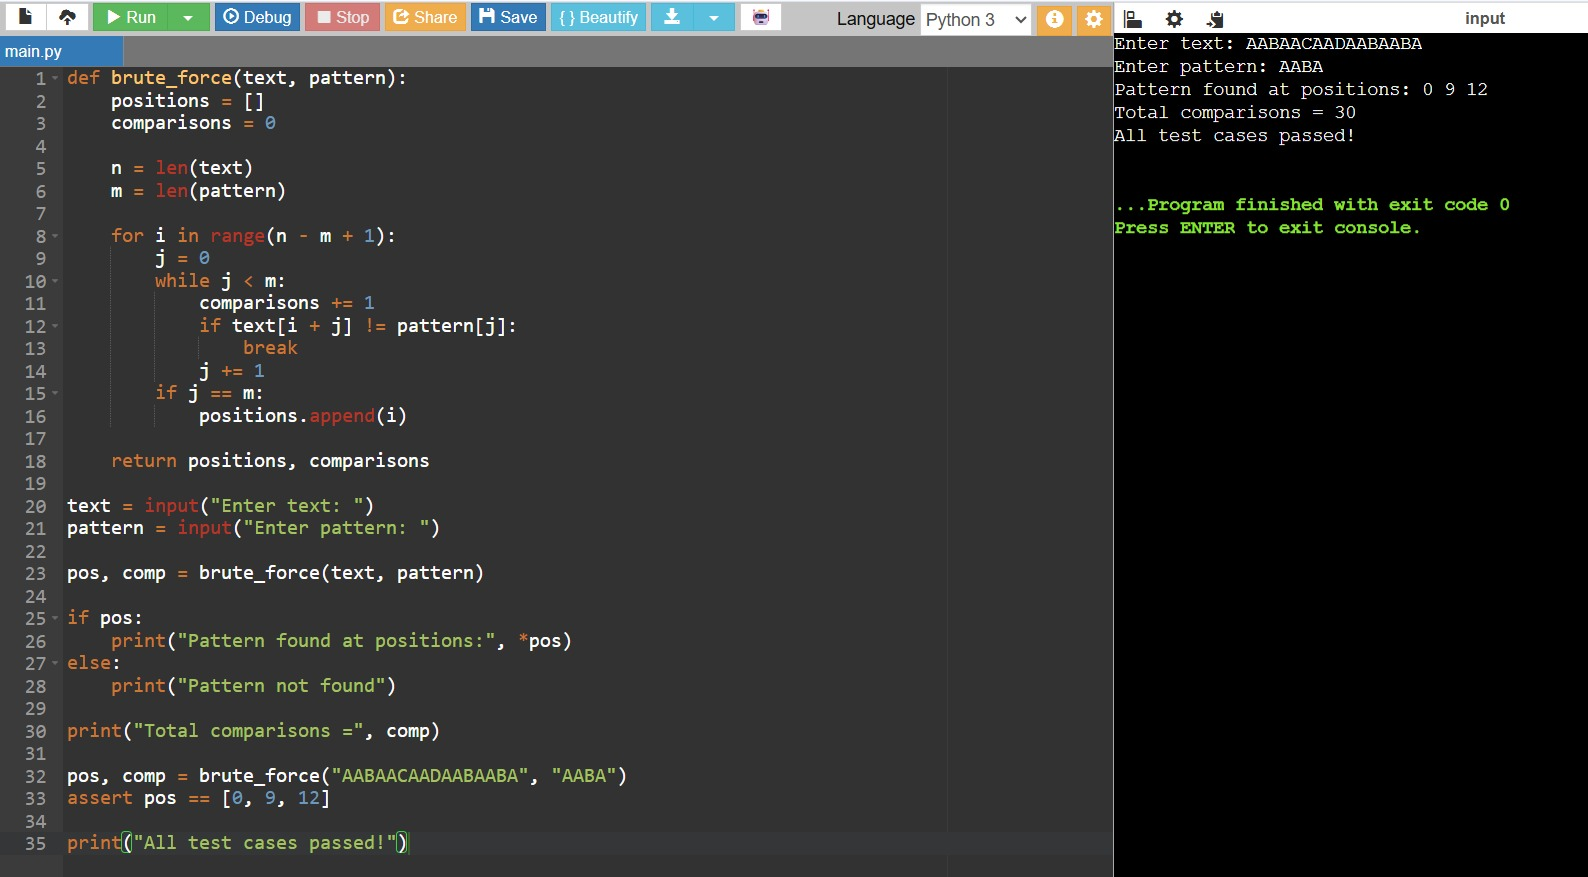 Run Debug Stop Share Save { } Beautify Language Python 3 input
main.py
1 def brute_force(text, pattern):
2     positions = []
3     comparisons = 0
4
5     n = len(text)
6     m = len(pattern)
7
8     for i in range(n - m + 1):
9         j = 0
10         while j < m:
11             comparisons += 1
12             if text[i + j] != pattern[j]:
13                 break
14             j += 1
15         if j == m:
16             positions.append(i)
17
18     return positions, comparisons
19
20 text = input("Enter text: ")
21 pattern = input("Enter pattern: ")
22
23 pos, comp = brute_force(text, pattern)
24
25 if pos:
26     print("Pattern found at positions:", *pos)
27 else:
28     print("Pattern not found")
29
30 print("Total comparisons =", comp)
31
32 pos, comp = brute_force("AABAACAADAABAABA", "AABA")
33 assert pos == [0, 9, 12]
34
35 print("All test cases passed!")
Enter text: AABAACAADAABAABA
Enter pattern: AABA
Pattern found at positions: 0 9 12
Total comparisons = 30
All test cases passed!
...Program finished with exit code 0
Press ENTER to exit console.